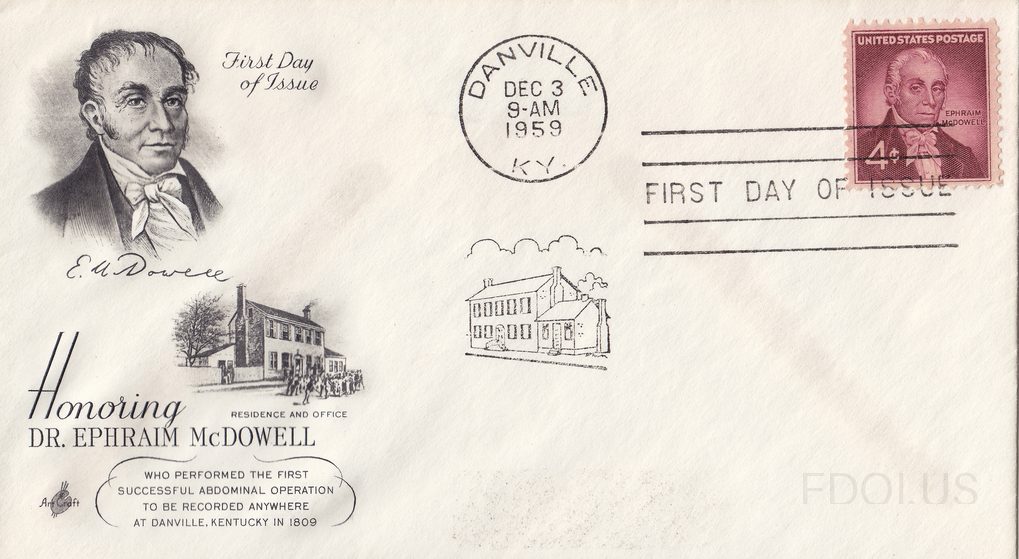 First Day
of Issue
E. McDowell
Honoring
RESIDENCE AND OFFICE
DR. EPHRAIM McDOWELL
WHO PERFORMED THE FIRST
SUCCESSFUL ABDOMINAL OPERATION
TO BE RECORDED ANYWHERE
AT DANVILLE, KENTUCKY IN 1809
Art Craft
DANVILLE
DEC 3
9-AM
1959
KY.
UNITED STATES POSTAGE
EPHRAIM
McDOWELL
4¢
FIRST DAY OF ISSUE
FDOI.US